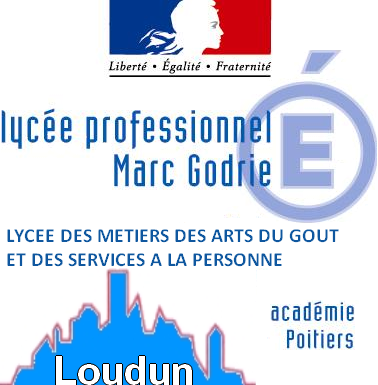 Liberté • Égalité • Fraternité
lycée professionnel
Marc Godrie
É
LYCEE DES METIERS DES ARTS DU GOUT
ET DES SERVICES A LA PERSONNE
académie
Poitiers
Loudun